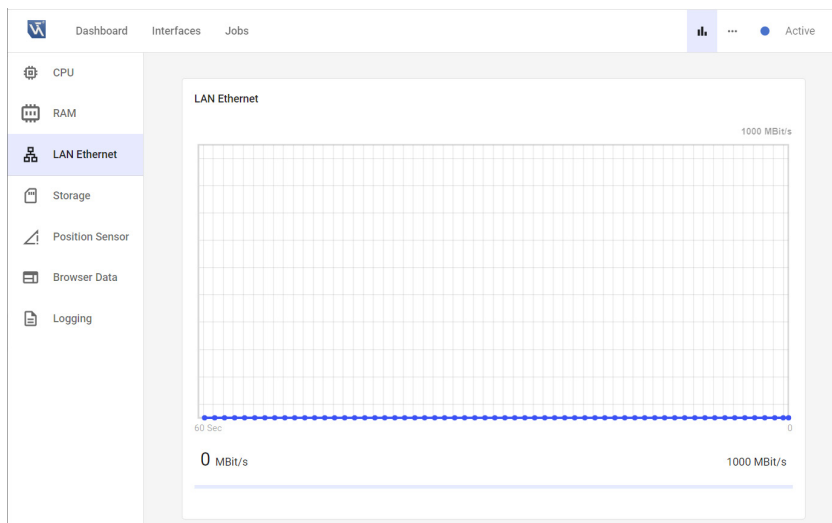 Dashboard Interfaces Jobs ... Active
CPU
RAM
LAN Ethernet
Storage
Position Sensor
Browser Data
Logging
LAN Ethernet
1000 MBit/s
60 Sec 0
0 MBit/s 1000 MBit/s